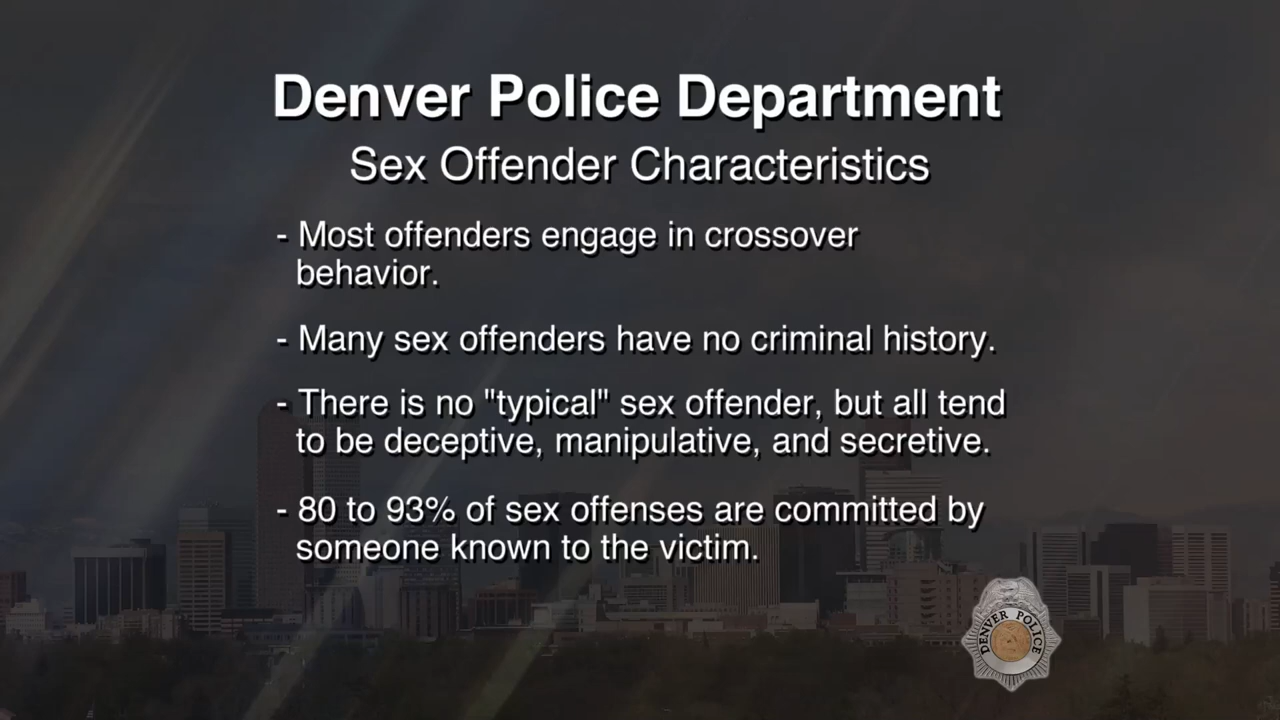 Denver Police Department
Sex Offender Characteristics
- Most offenders engage in crossover
behavior.
- Many sex offenders have no criminal history.
- There is no "typical" sex offender, but all tend
to be deceptive, manipulative, and secretive.
- 80 to 93% of sex offenses are committed by
someone known to the victim.
DENVER POLICE